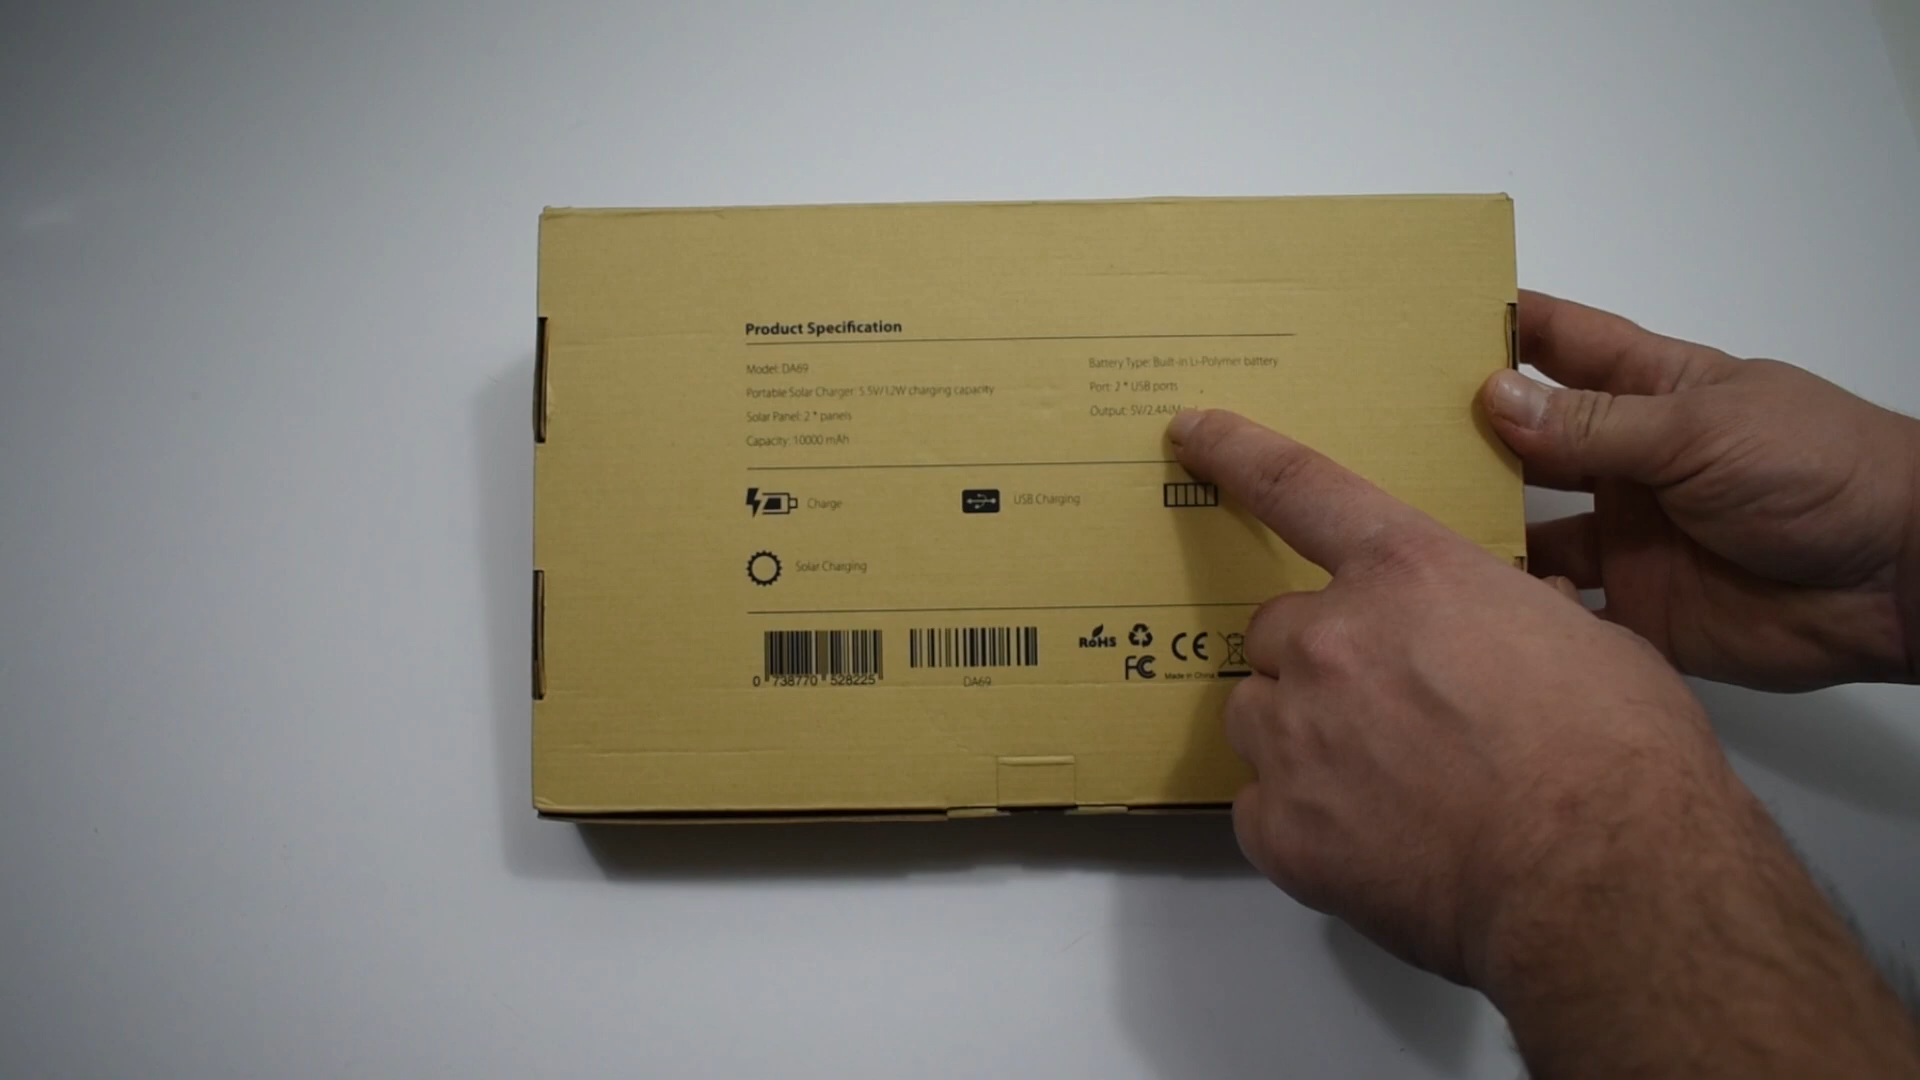 Product Specification
Model: DA69
Portable Solar Charger: 5.5V/12W charging capacity
Solar Panel: 2 * panels
Capacity: 10000 mAh
Battery Type: Built-in Li-Polymer battery
Port: 2 * USB ports
Output: 5V/2.4A
Charge
USB Charging
Solar Charging
0 738770 528225
DA69
RoHS
CE
FC
Made in China